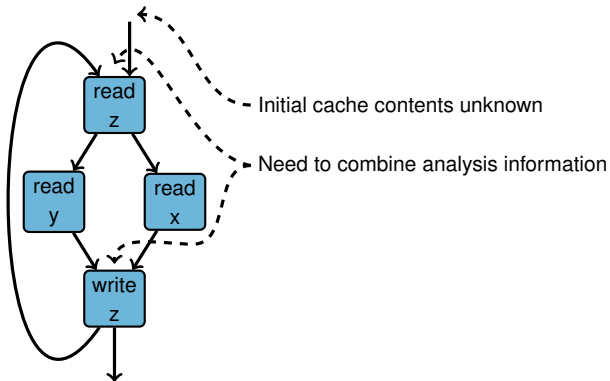 read
z
Initial cache contents unknown
Need to combine analysis information
read
y
read
x
write
z